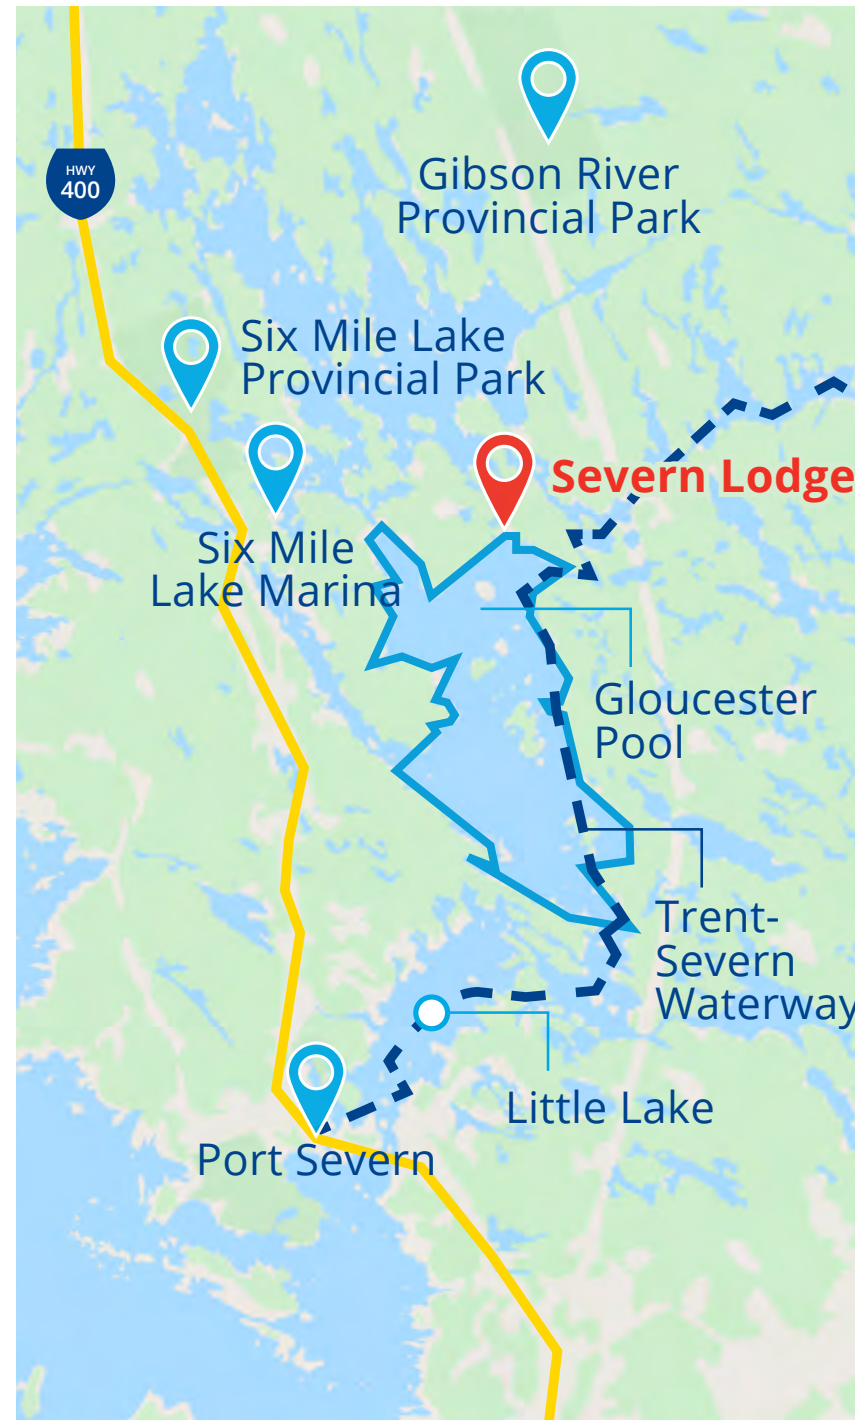 HWY
400
Gibson River
Provincial Park
Six Mile Lake
Provincial Park
Severn Lodge
Six Mile
Lake Marina
Gloucester
Pool
Trent-
Severn
Waterway
Little Lake
Port Severn